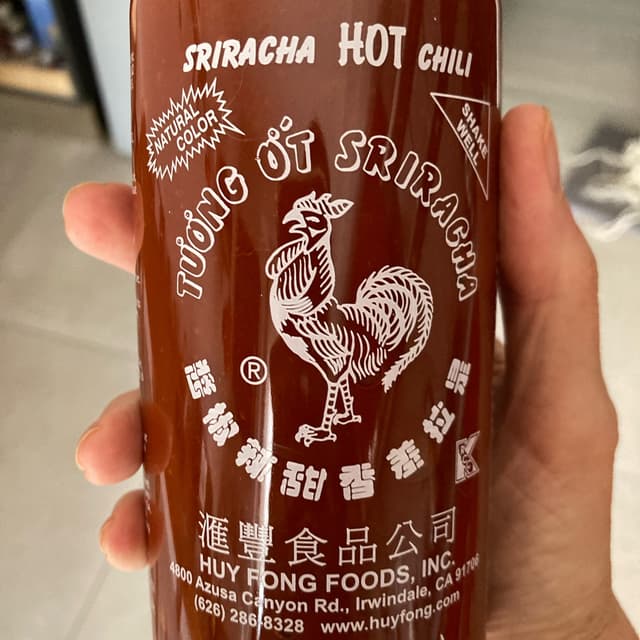 SRIRACHA HOT CHILI
NATURAL COLOR
SHAKE WELL
TƯƠNG ỚT SRIRACHA
®
是拉差香甜辣椒醬
K
滙豐食品公司
HUY FONG FOODS, INC.
4800 Azusa Canyon Rd., Irwindale, CA 91706
(626) 286-8328 www.huyfong.com